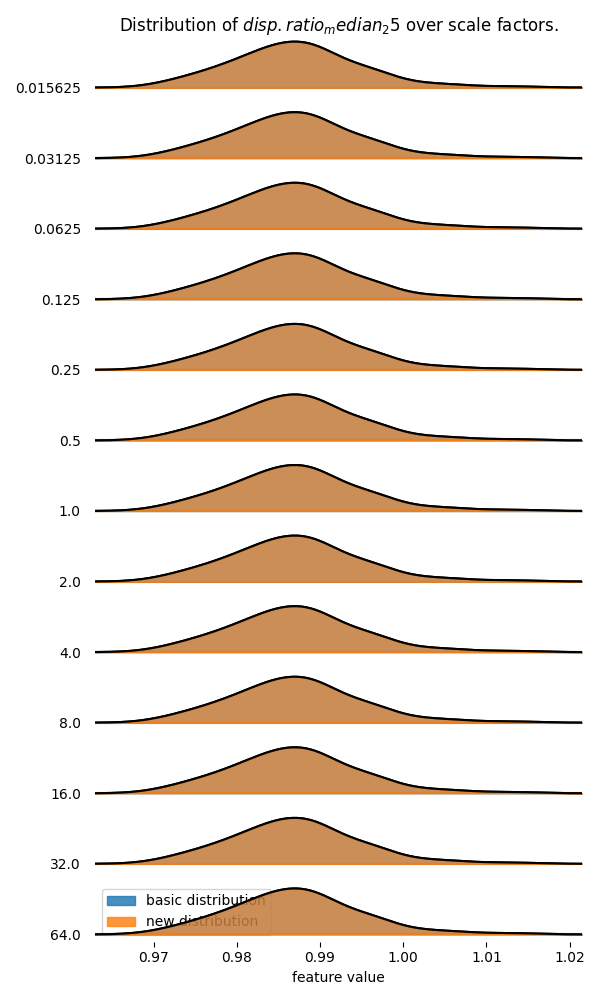 Distribution of disp.ratio_median_25 over scale factors.
0.015625
0.03125
0.0625
0.125
0.25
0.5
1.0
2.0
4.0
8.0
16.0
32.0
64.0
basic distribution
new distribution
0.97 0.98 0.99 1.00 1.01 1.02
feature value